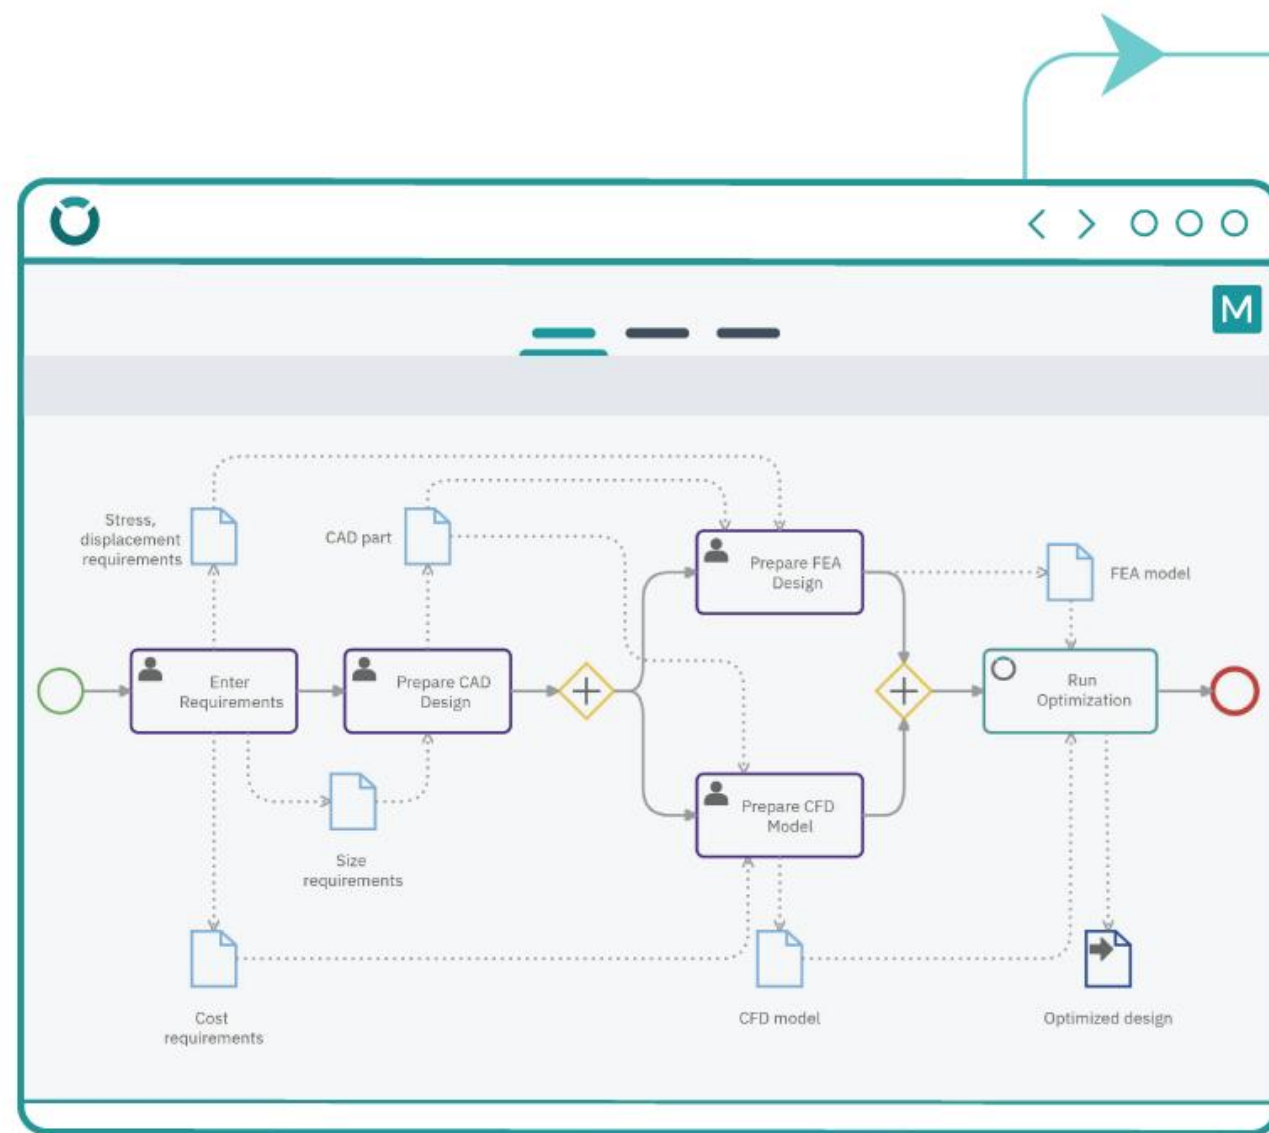 M
Stress,
displacement
requirements
CAD part
Prepare FEA
Design
FEA model
Enter
Requirements
Prepare CAD
Design
Run
Optimization
Prepare CFD
Model
Size
requirements
Cost
requirements
CFD model
Optimized design